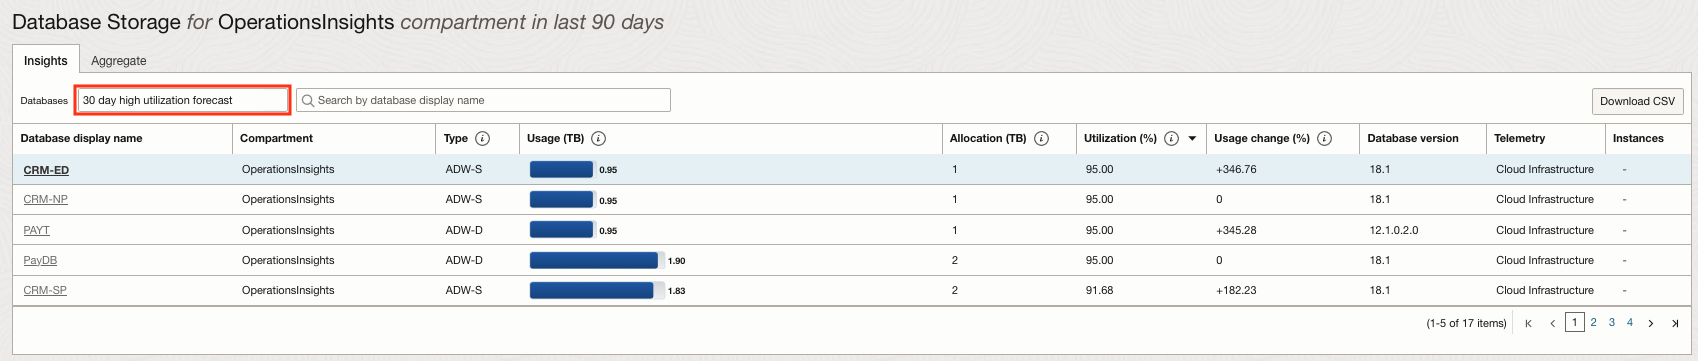 Database Storage for OperationsInsights compartment in last 90 days
Insights Aggregate
Databases 30 day high utilization forecast Search by database display name Download CSV
Database display name Compartment Type Usage (TB) Allocation (TB) Utilization (%) Usage change (%) Database version Telemetry Instances
CRM-ED OperationsInsights ADW-S 0.95 1 95.00 +346.76 18.1 Cloud Infrastructure -
CRM-NP OperationsInsights ADW-S 0.95 1 95.00 0 18.1 Cloud Infrastructure -
PAYT OperationsInsights ADW-D 0.95 1 95.00 +345.28 12.1.0.2.0 Cloud Infrastructure -
PayDB OperationsInsights ADW-D 1.90 2 95.00 0 18.1 Cloud Infrastructure -
CRM-SP OperationsInsights ADW-S 1.83 2 91.68 +182.23 18.1 Cloud Infrastructure -
(1-5 of 17 items) 1 2 3 4